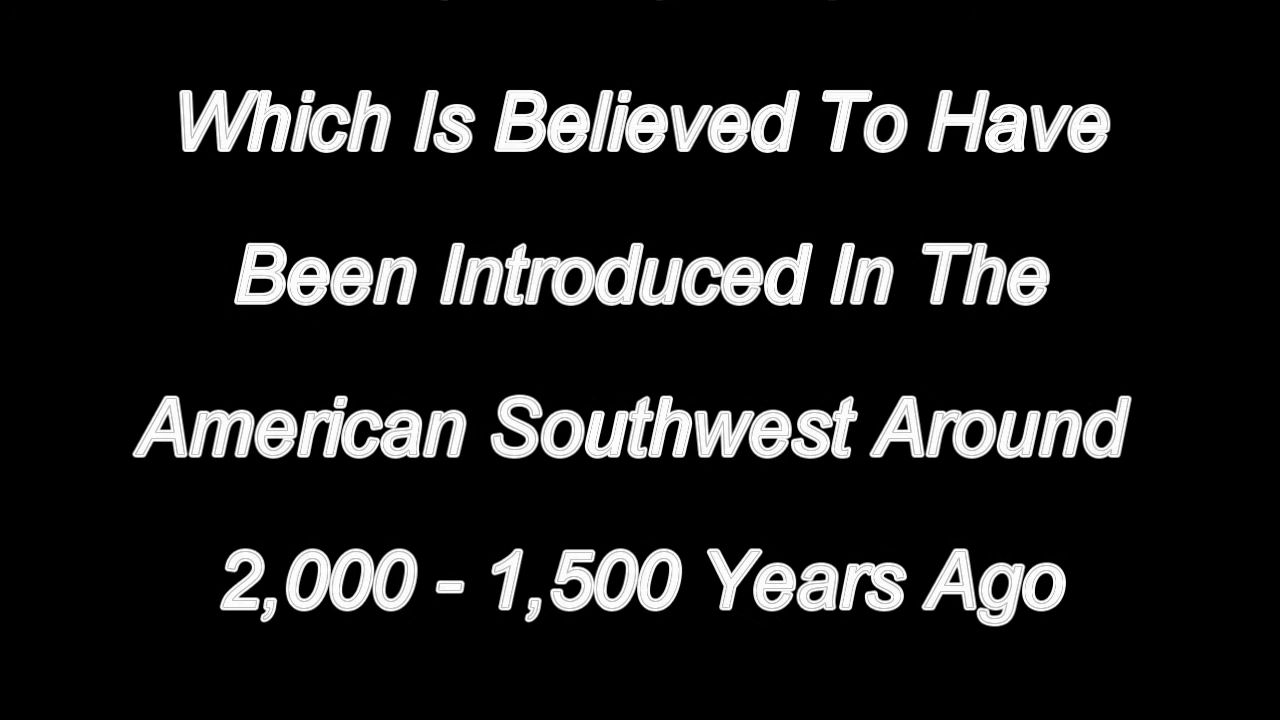 Which Is Believed To Have
Been Introduced In The
American Southwest Around
2,000 - 1,500 Years Ago